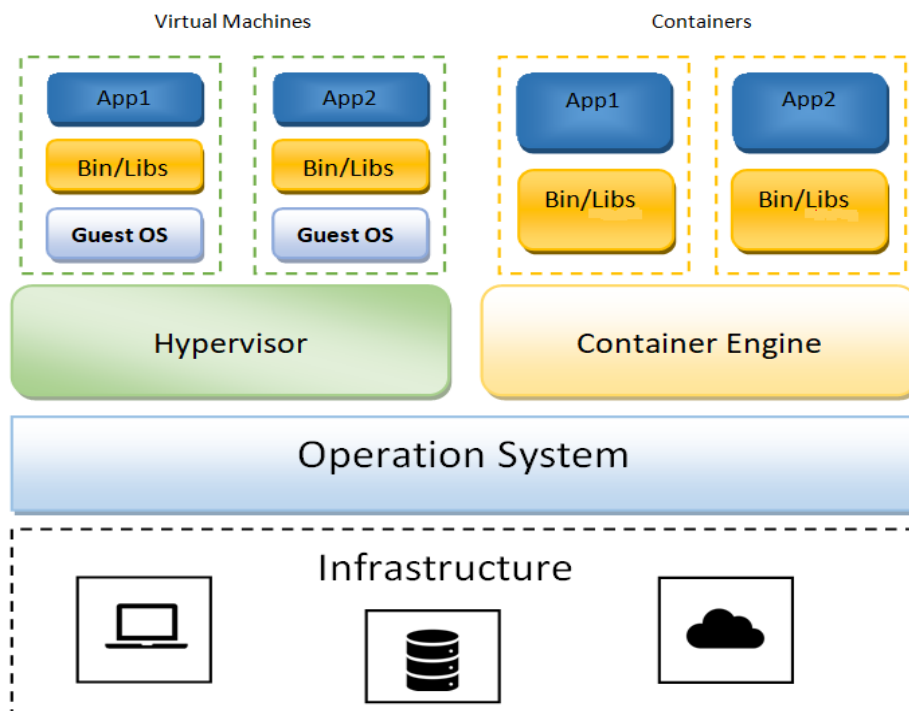 Virtual Machines
Containers
App1
App2
App1
App2
Bin/Libs
Bin/Libs
Bin/Libs
Bin/Libs
Guest OS
Guest OS
Hypervisor
Container Engine
Operation System
Infrastructure